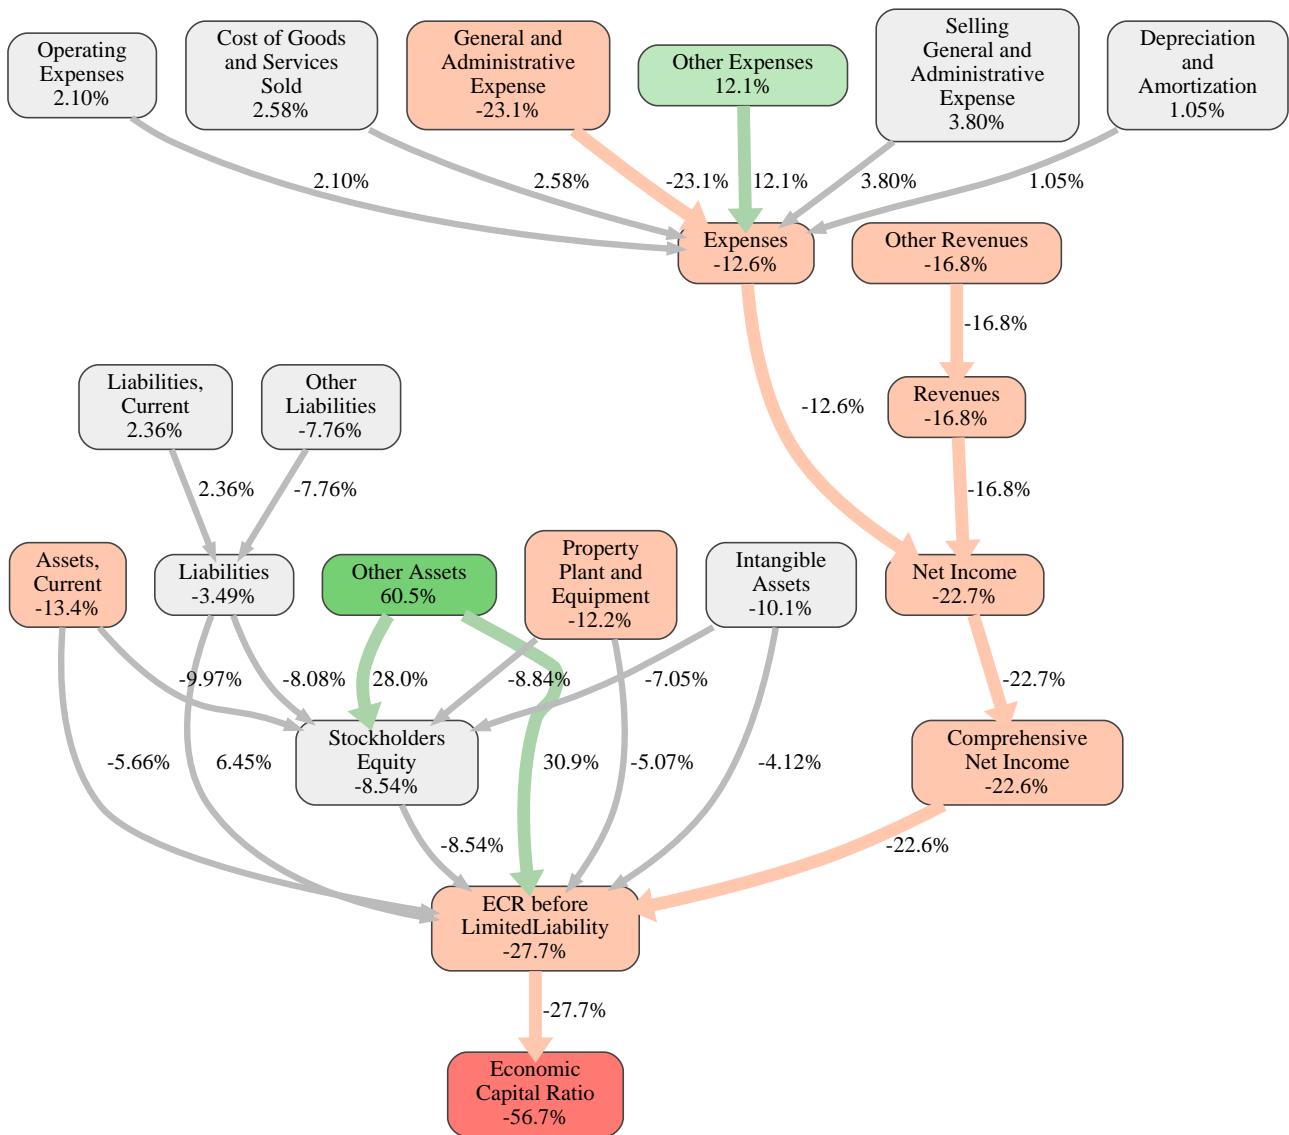 Operating
Expenses
2.10%
Cost of Goods
and Services
Sold
2.58%
General and
Administrative
Expense
-23.1%
Other Expenses
12.1%
Selling
General and
Administrative
Expense
3.80%
Depreciation
and
Amortization
1.05%
2.10%
2.58%
-23.1%
12.1%
3.80%
1.05%
Expenses
-12.6%
Other Revenues
-16.8%
-16.8%
Liabilities,
Current
2.36%
Other
Liabilities
-7.76%
-12.6%
Revenues
-16.8%
2.36%
-7.76%
-16.8%
Assets,
Current
-13.4%
Liabilities
-3.49%
Other Assets
60.5%
Property
Plant and
Equipment
-12.2%
Intangible
Assets
-10.1%
Net Income
-22.7%
-9.97%
-8.08%
28.0%
-8.84%
-7.05%
-22.7%
Stockholders
Equity
-8.54%
Comprehensive
Net Income
-22.6%
-5.66%
6.45%
30.9%
-5.07%
-4.12%
-8.54%
-22.6%
ECR before
LimitedLiability
-27.7%
-27.7%
Economic
Capital Ratio
-56.7%